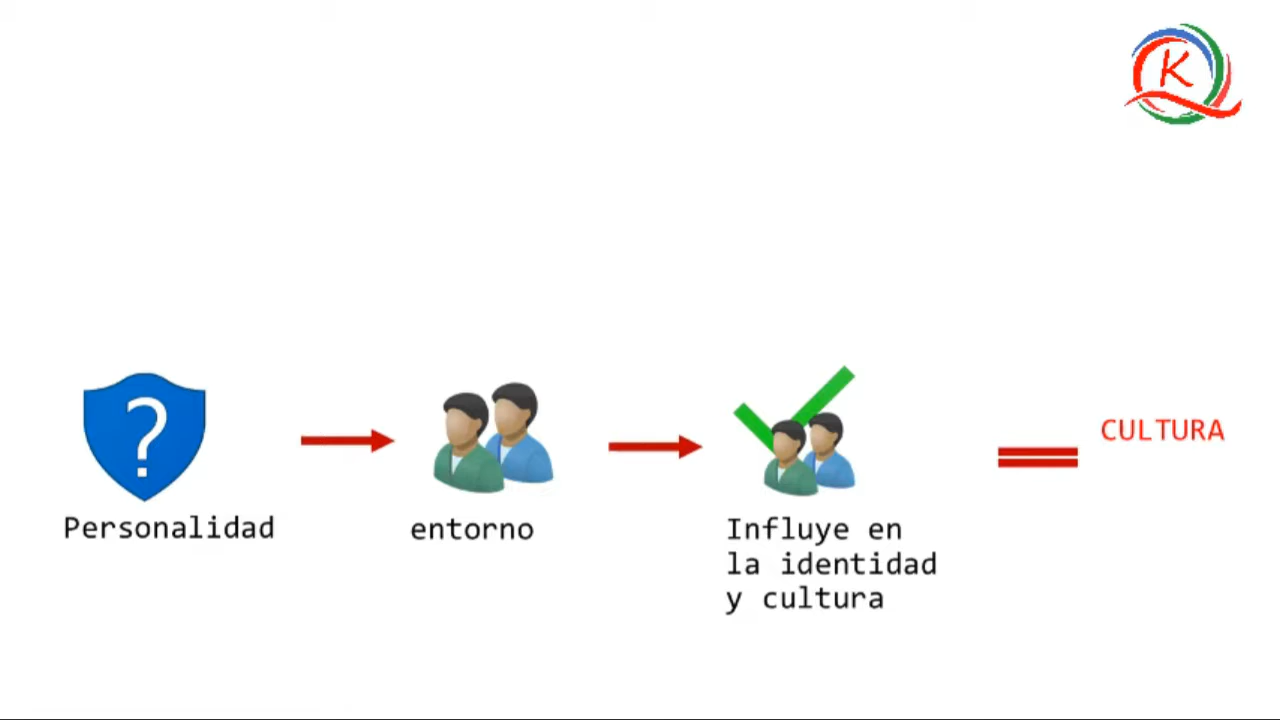 K
?
CULTURA
Personalidad
entorno
Influye en
la identidad
y cultura